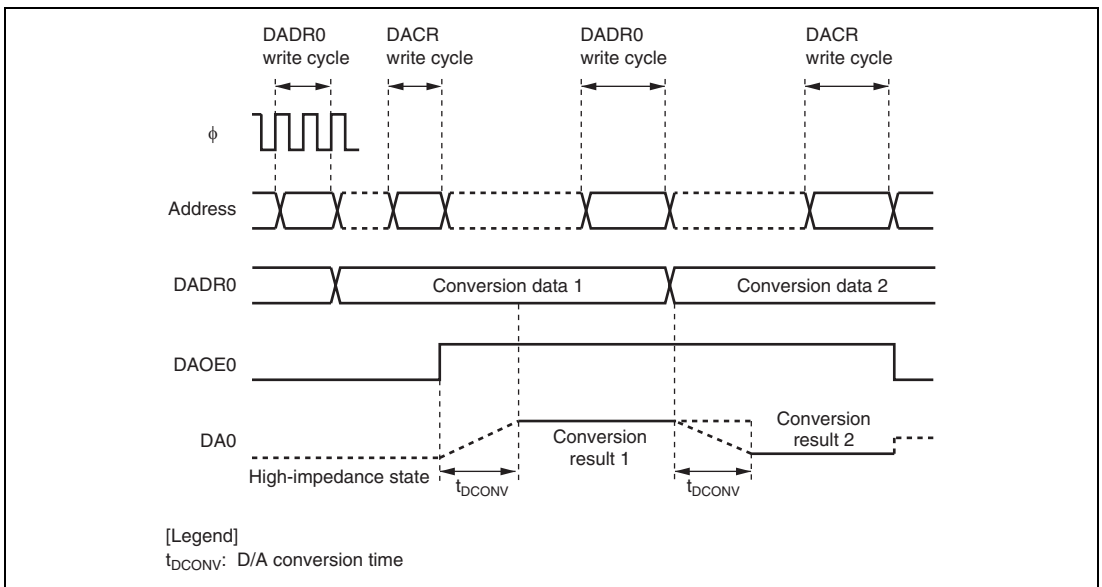 DADR0
write cycle
DACR
write cycle
DADR0
write cycle
DACR
write cycle
ϕ
Address
DADR0
Conversion data 1
Conversion data 2
DAOE0
DA0
High-impedance state
Conversion
result 1
Conversion
result 2
tDCONV
tDCONV
[Legend]
tDCONV: D/A conversion time